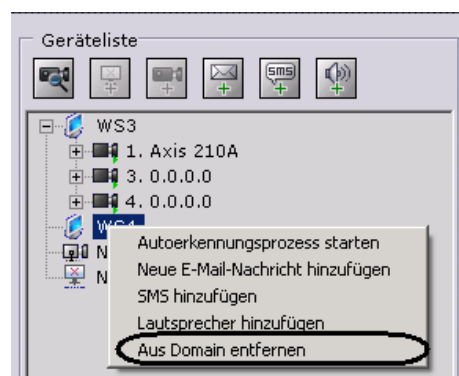 Geräteliste
sms
WS3
1. Axis 210A
3. 0.0.0.0
4. 0.0.0.0
WS4
N
N
Autoerkennungsprozess starten
Neue E-Mail-Nachricht hinzufügen
SMS hinzufügen
Lautsprecher hinzufügen
Aus Domain entfernen